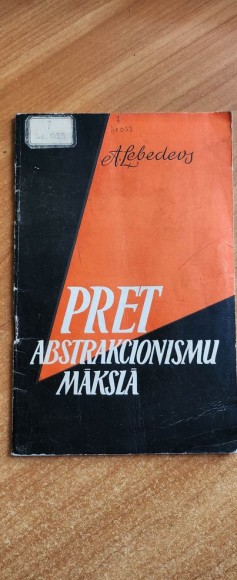 A. Lebedevs
PRET
ABSTRAKCIONISMU
MĀKSLĀ